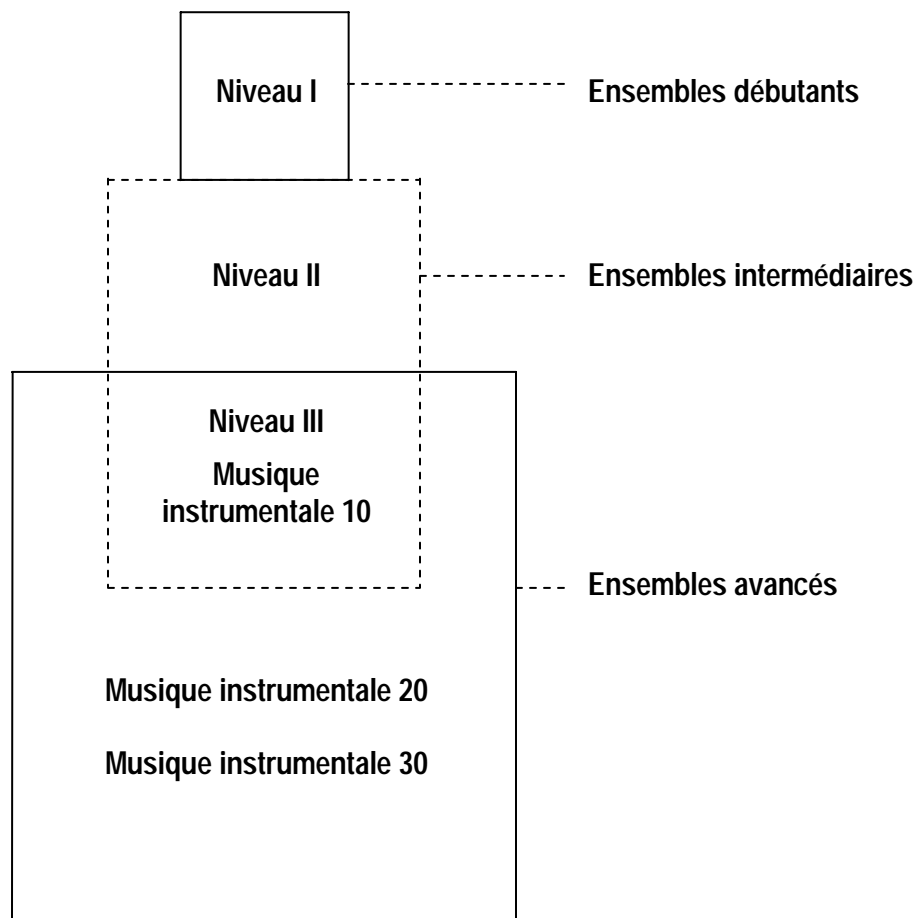 Niveau I
Ensembles débutants
Niveau II
Ensembles intermédiaires
Niveau III
Musique
instrumentale 10
Ensembles avancés
Musique instrumentale 20
Musique instrumentale 30